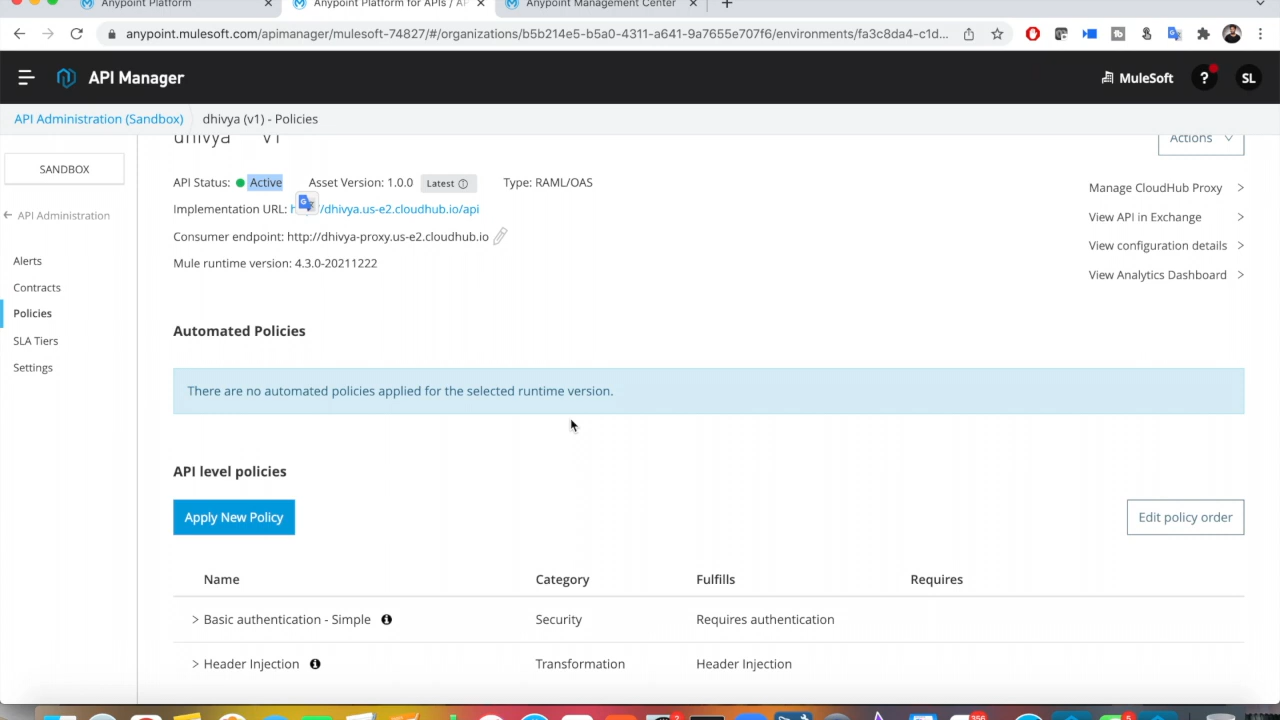 Anypoint Platform
Anypoint Platform for APIs / AP
Anypoint Management Center
anypoint.mulesoft.com/apimanager/mulesoft-74827/#/organizations/b5b214e5-b5a0-4311-a641-9a7655e707f6/environments/fa3c8da4-c1d...
API Manager
MuleSoft
?
SL
API Administration (Sandbox)
dhivya (v1) - Policies
dhivya v1
Actions
SANDBOX
API Status: Active Asset Version: 1.0.0 Latest Type: RAML/OAS
Manage CloudHub Proxy
Implementation URL: h /dhivya.us-e2.cloudhub.io/api
API Administration
View API in Exchange
Consumer endpoint: http://dhivya-proxy.us-e2.cloudhub.io
View configuration details
Mule runtime version: 4.3.0-20211222
View Analytics Dashboard
Alerts
Contracts
Policies
SLA Tiers
Settings
Automated Policies
There are no automated policies applied for the selected runtime version.
API level policies
Apply New Policy
Edit policy order
Name Category Fulfills Requires
Basic authentication - Simple Security Requires authentication
Header Injection Transformation Header Injection
2
356
5